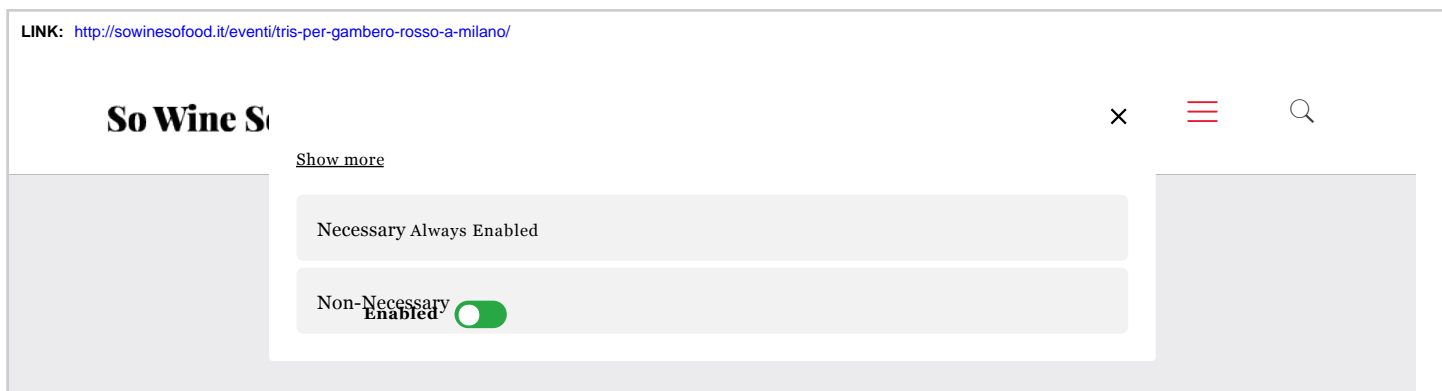 LINK: http://sowinesofood.it/eventi/tris-per-gambero-rosso-a-milano/
So Wine
Show more
Necessary Always Enabled
Non-Necessary
Enabled